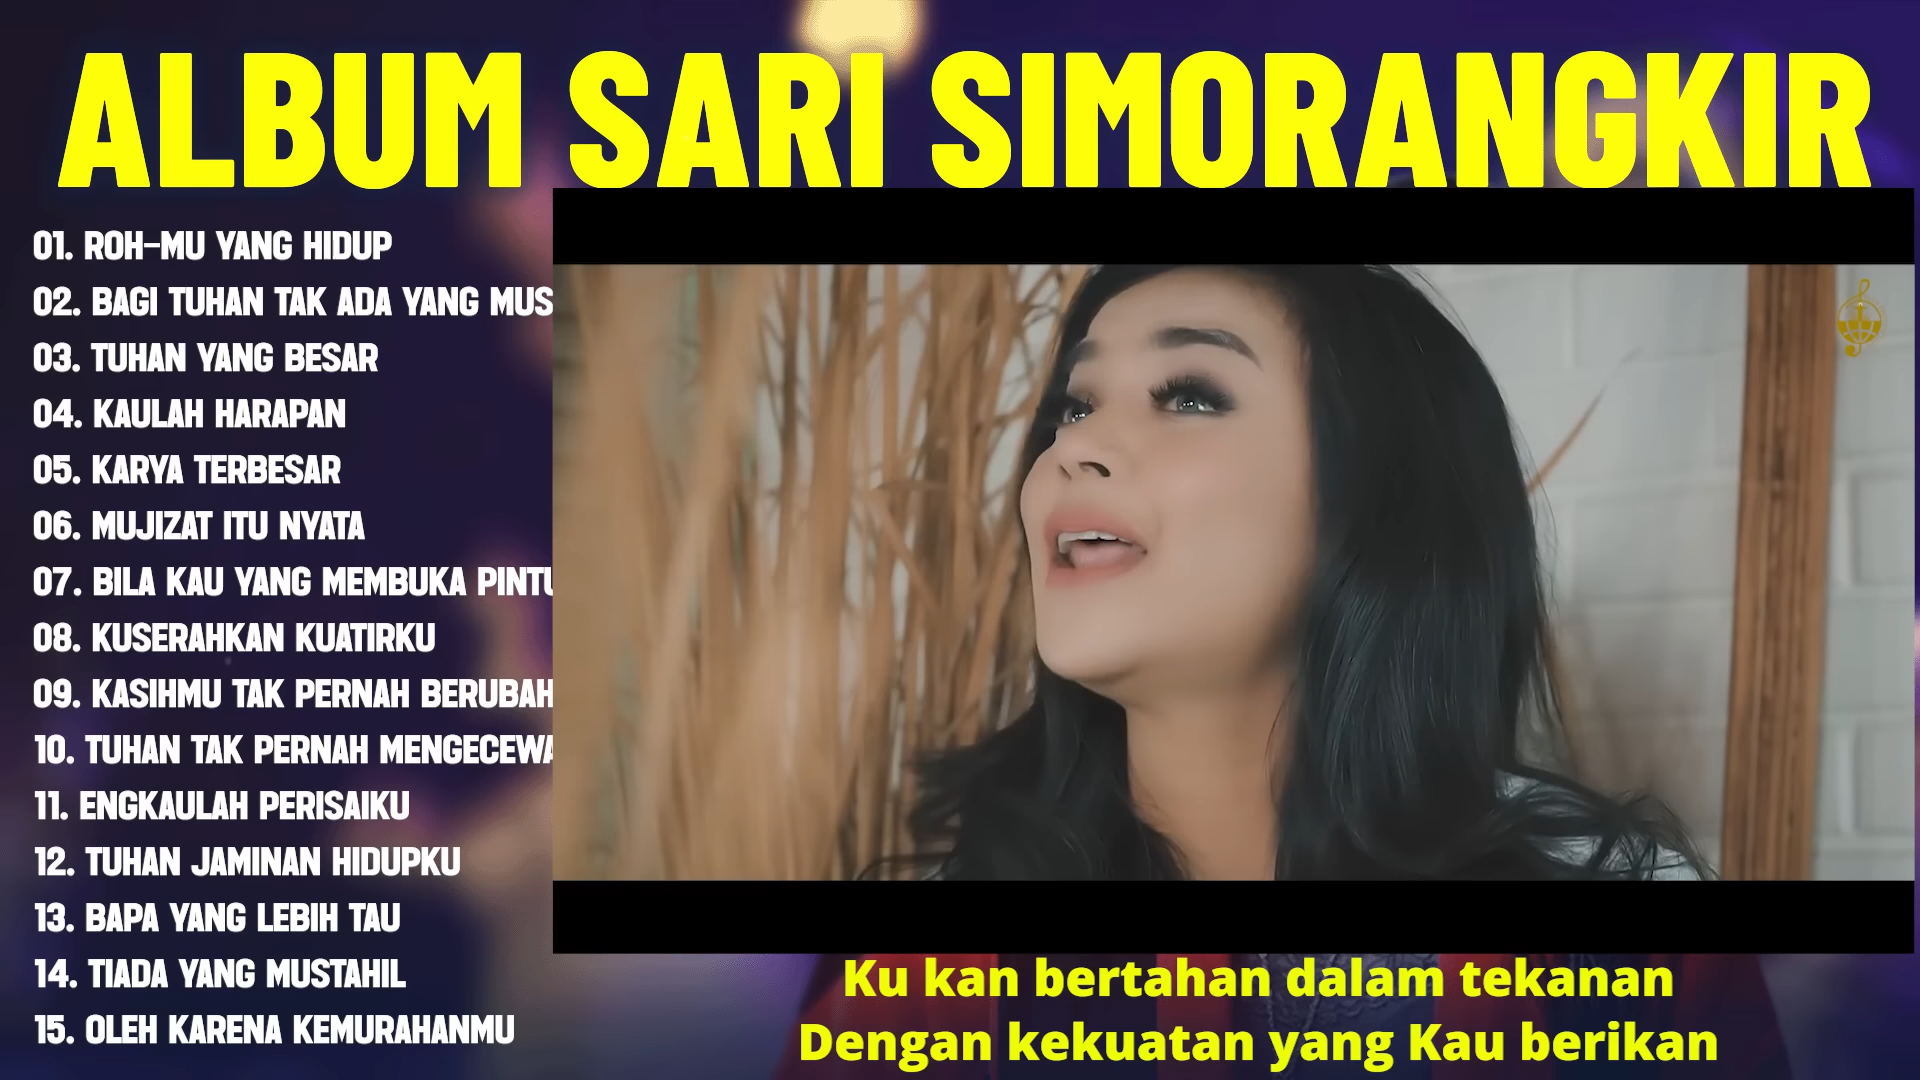 ALBUM SARI SIMORANGKIR
01. ROH-MU YANG HIDUP
02. BAGI TUHAN TAK ADA YANG MUS
03. TUHAN YANG BESAR
04. KAULAH HARAPAN
05. KARYA TERBESAR
06. MUJIZAT ITU NYATA
07. BILA KAU YANG MEMBUKA PINTU
08. KUSERAHKAN KUATIRKU
09. KASIHMU TAK PERNAH BERUBAH
10. TUHAN TAK PERNAH MENGECEWA
11. ENGKAULAH PERISAIKU
12. TUHAN JAMINAN HIDUPKU
13. BAPA YANG LEBIH TAU
14. TIADA YANG MUSTAHIL
15. OLEH KARENA KEMURAHANMU
Ku kan bertahan dalam tekanan
Dengan kekuatan yang Kau berikan